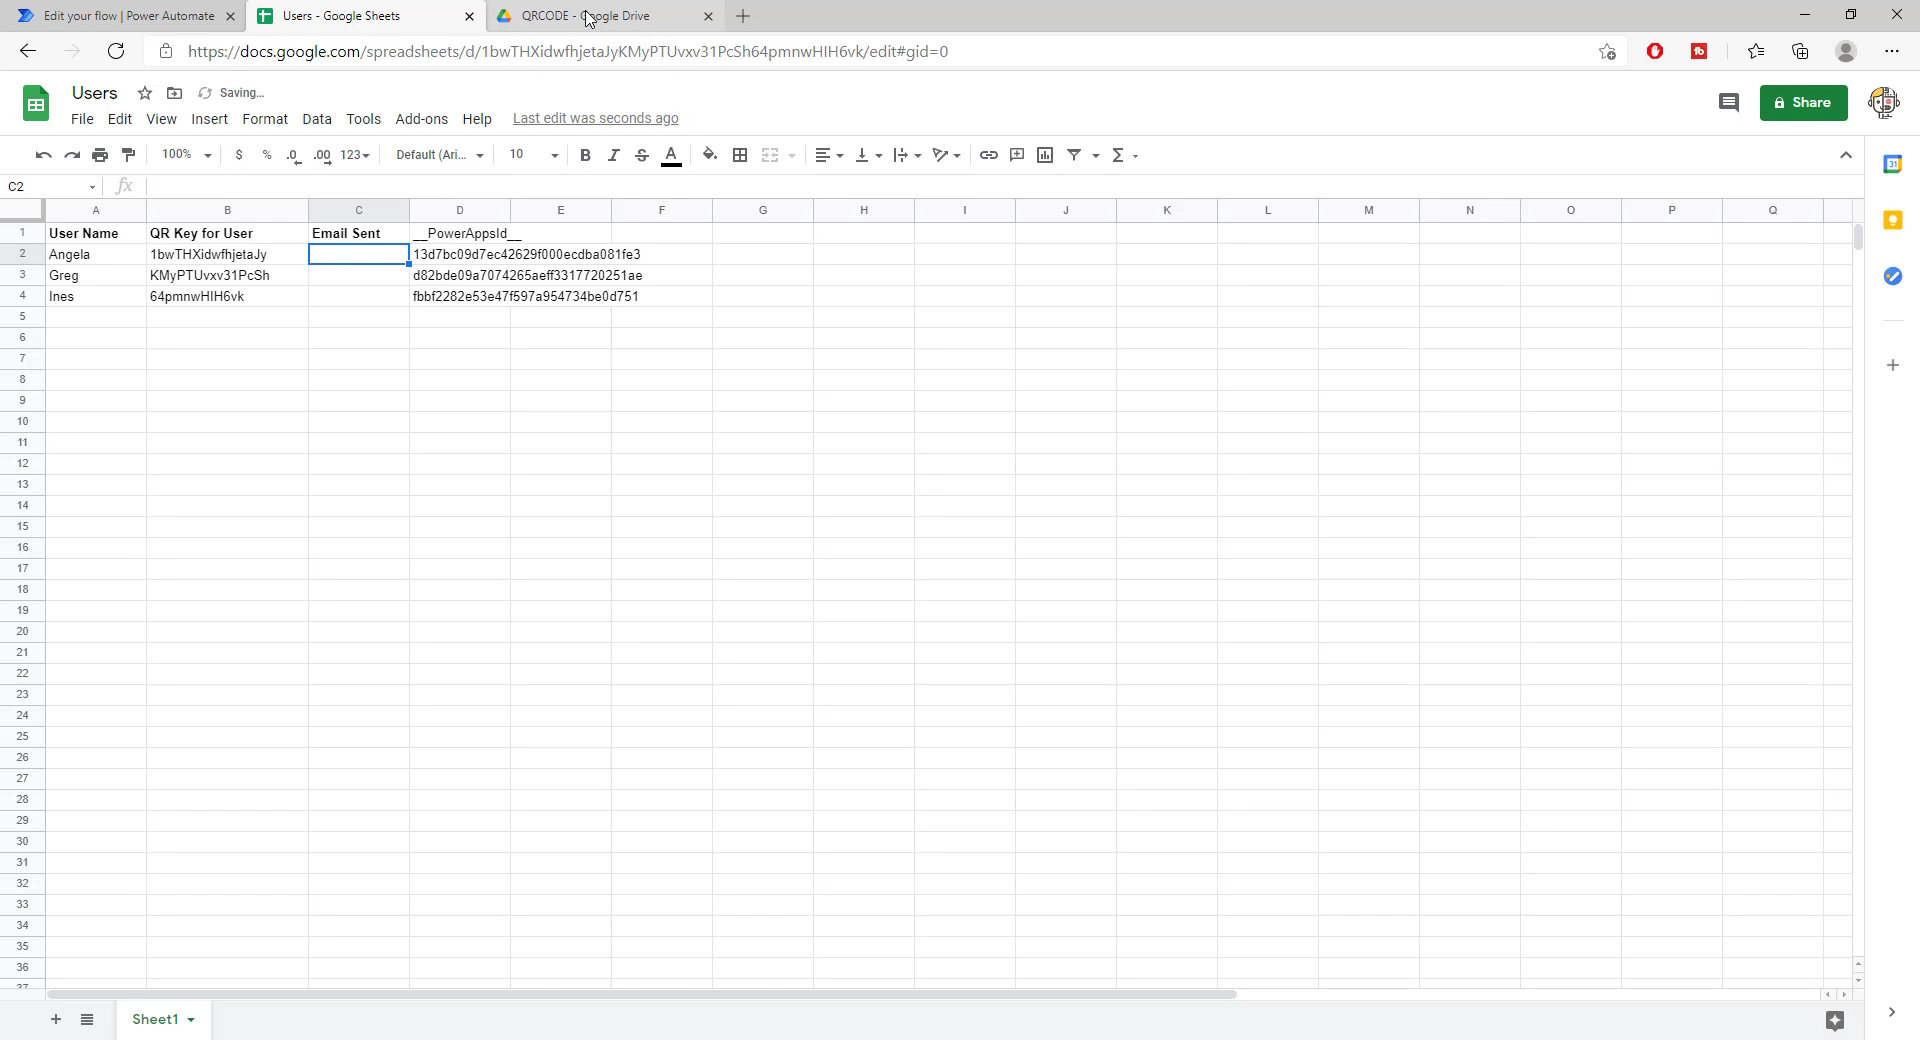 Edit your flow | Power Automate
Users - Google Sheets
QRCODE - Google Drive
https://docs.google.com/spreadsheets/d/1bwTHXidwfhjetaJyKMyPTUvxv31PcSh64pmnwHIH6vk/edit#gid=0
Users
Saving...
File Edit View Insert Format Data Tools Add-ons Help Last edit was seconds ago
Share
100% $ % .0 .00 123 Default (Ari... 10 B I S A
31
C2
fx
A B C D E F G H I J K L M N O P Q
1 User Name QR Key for User Email Sent __PowerAppsId__
2 Angela 1bwTHXidwfhjetaJy 13d7bc09d7ec42629f000ecdba081fe3
3 Greg KMyPTUvxv31PcSh d82bde09a7074265aeff3317720251ae
4 Ines 64pmnwHIH6vk fbbf2282e53e47f597a954734be0d751
5
6
7
8
9
10
11
12
13
14
15
16
17
18
19
20
21
22
23
24
25
26
27
28
29
30
31
32
33
34
35
36
37
Sheet1